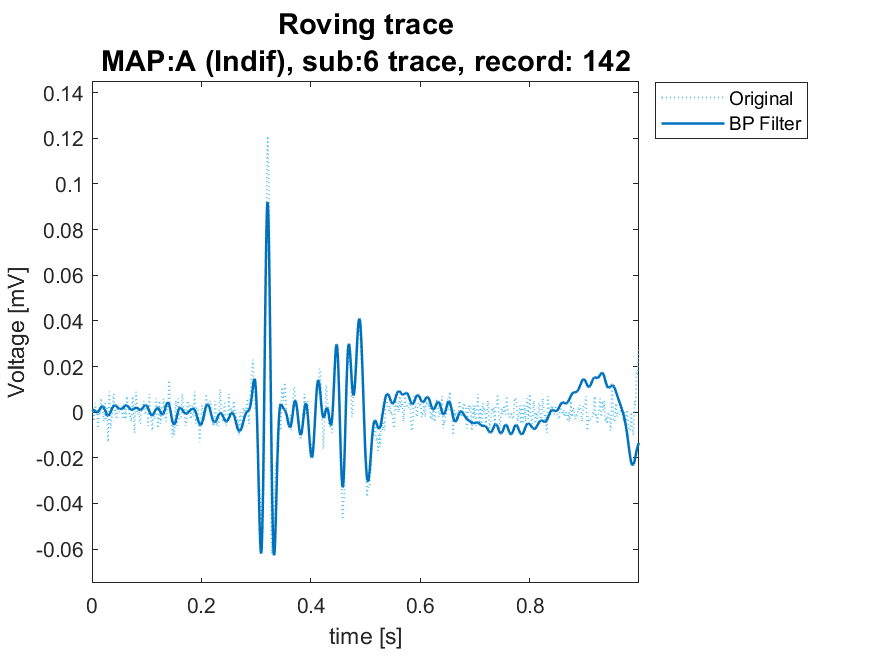 Roving trace
MAP:A (Indif), sub:6 trace, record: 142
Original
BP Filter
0.14
0.12
0.1
0.08
0.06
0.04
0.02
0
-0.02
-0.04
-0.06
Voltage [mV]
0 0.2 0.4 0.6 0.8
time [s]